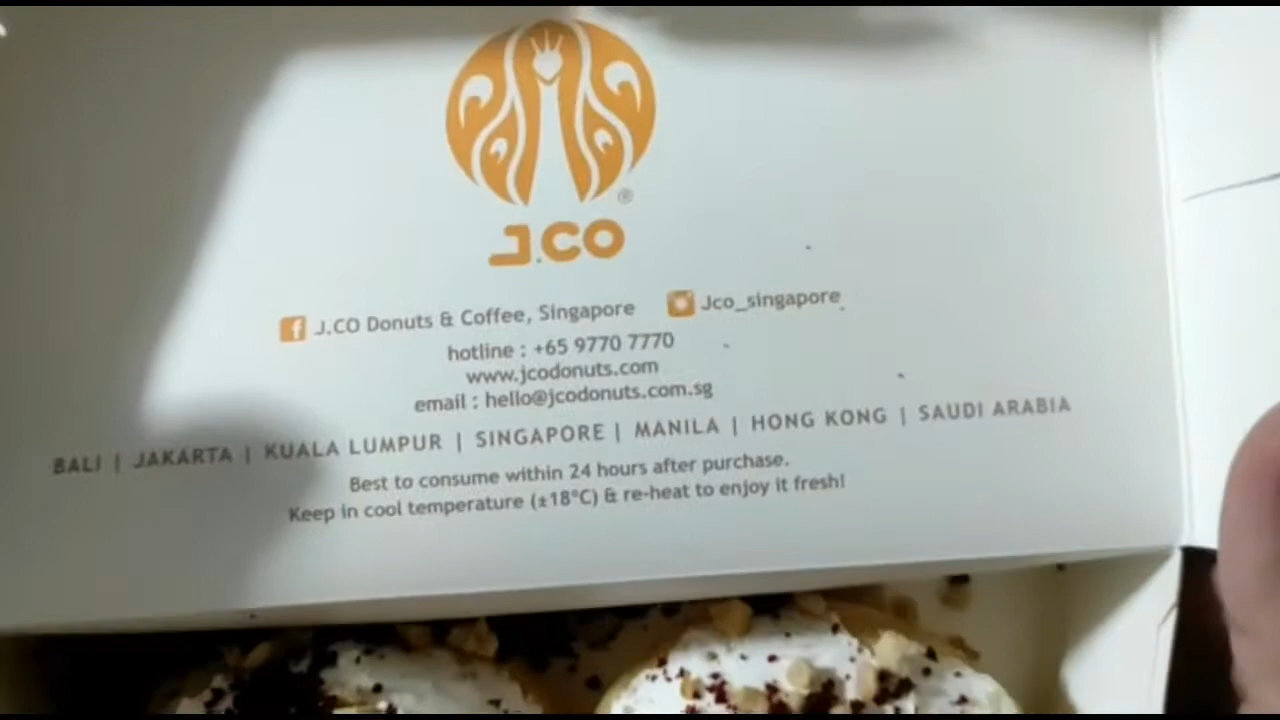 J.CO
J.CO Donuts & Coffee, Singapore Jco_singapore
hotline : +65 9770 7770
www.jcodonuts.com
email : hello@jcodonuts.com.sg
BALI | JAKARTA | KUALA LUMPUR | SINGAPORE | MANILA | HONG KONG | SAUDI ARABIA
Best to consume within 24 hours after purchase.
Keep in cool temperature (±18°C) & re-heat to enjoy it fresh!